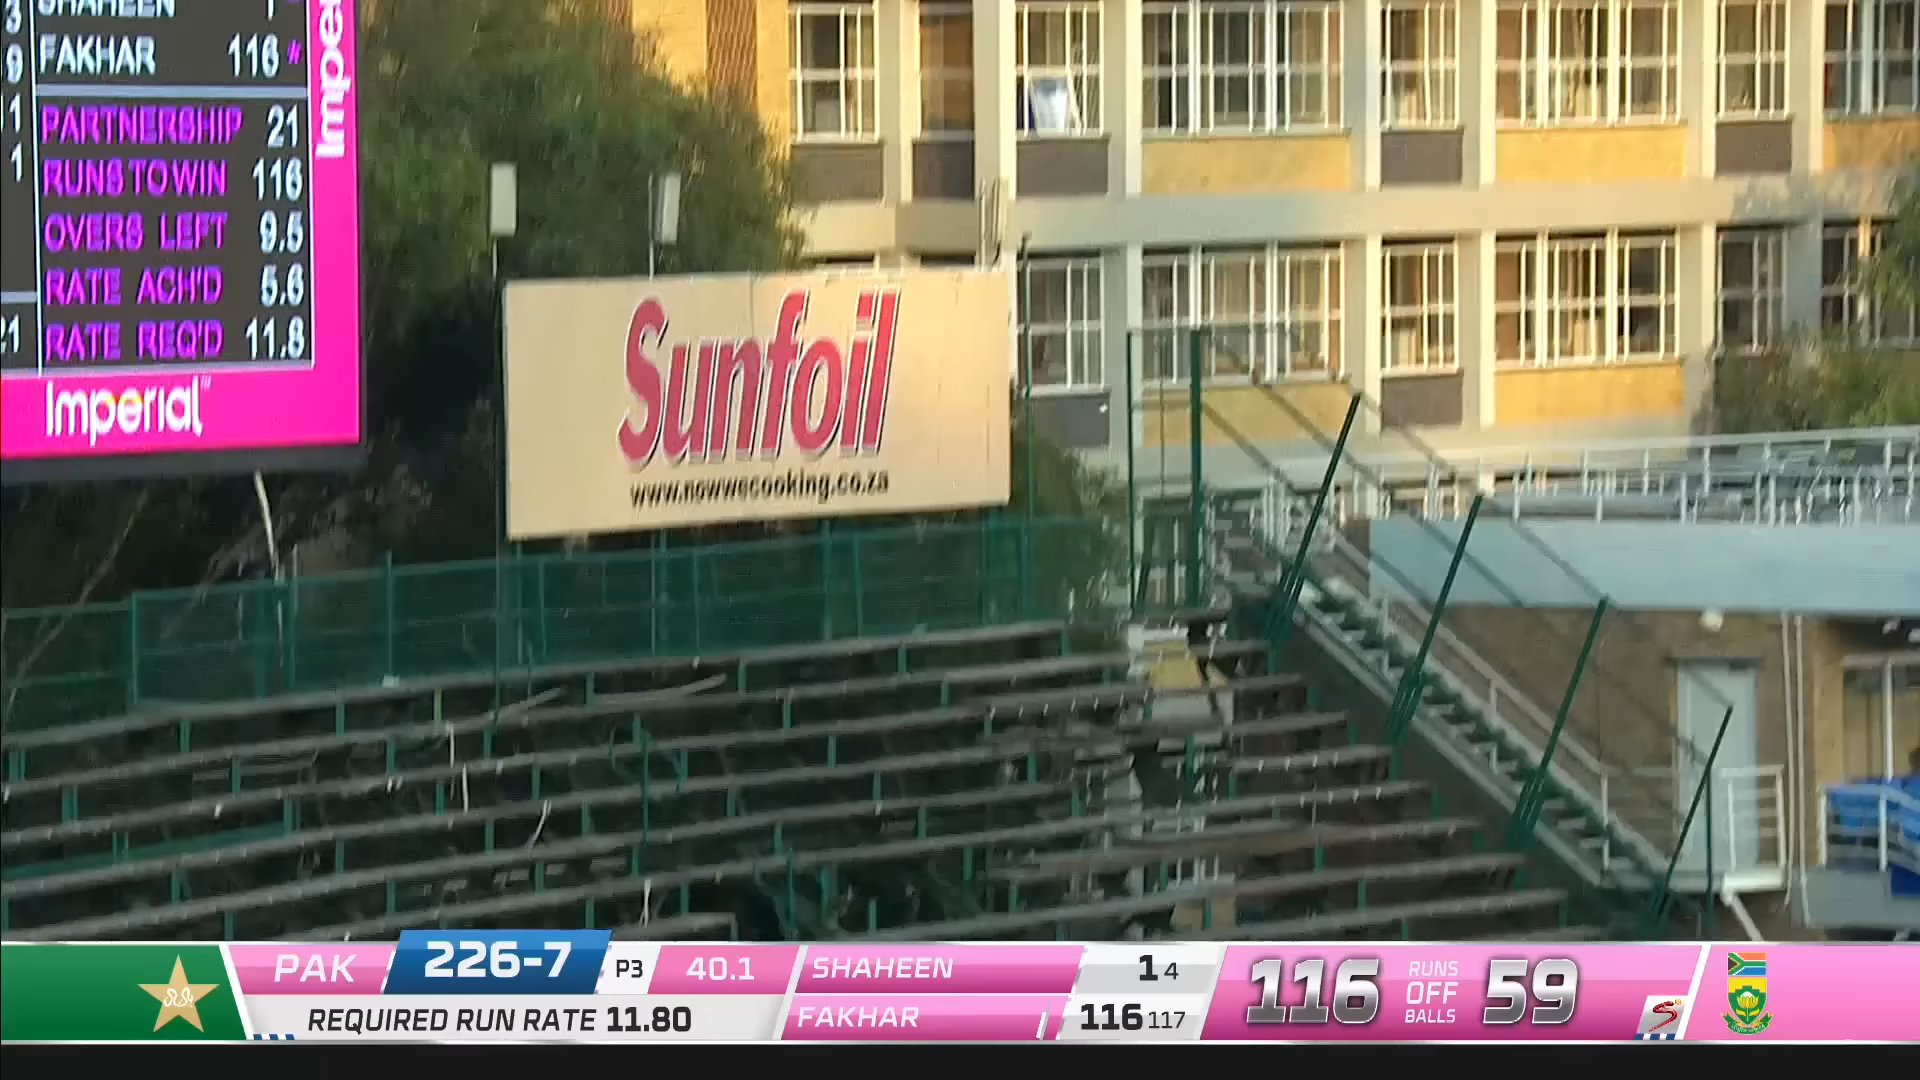 SHAHEEN 1
FAKHAR 116 *
PARTNERSHIP 21
RUNS TO WIN 116
OVERS LEFT 9.5
RATE ACH'D 5.6
RATE REQ'D 11.8
Imperial
Sunfoil
www.nowwecooking.co.za
PAK 226-7 P3 40.1
REQUIRED RUN RATE 11.80
SHAHEEN 1 4
FAKHAR 116 117
116 RUNS OFF BALLS 59